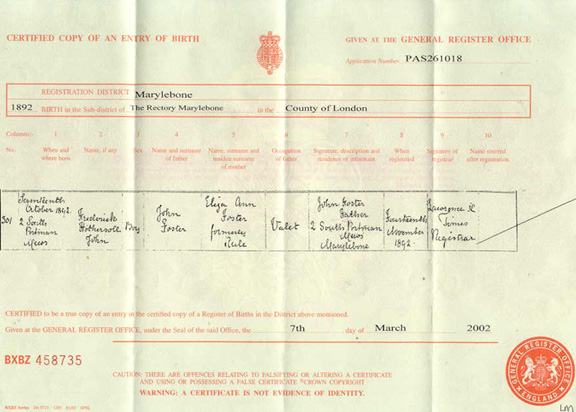 CERTIFIED COPY OF AN ENTRY OF BIRTH
GIVEN AT THE GENERAL REGISTER OFFICE
Application Number PAS261018
REGISTRATION DISTRICT Marylebone
1892 BIRTH in the Sub-district of The Rectory Marylebone in the County of London
Columns:- 1 2 3 4 5 6 7 8 9 10
No. When and where born Name, if any Sex Name and surname of father Name, surname and maiden surname of mother Occupation of father Signature, description and residence of informant When registered Signature of registrar Name entered after registration
301 Seventeenth October 1892 2 South Portman Mews Frederick John Boy John Foster Eliza Ann Foster formerly Rule Valet John Foster Father 2 South Portman Mews Marylebone Fourteenth November 1892 Registrar
CERTIFIED to be a true copy of an entry in the certified copy of a Register of Births in the District above mentioned.
Given at the GENERAL REGISTER OFFICE, under the Seal of the said Office, the 7th day of March 2002
BXBZ 458735
CAUTION: THERE ARE OFFENCES RELATING TO FALSIFYING OR ALTERING A CERTIFICATE
AND USING OR POSSESSING A FALSE CERTIFICATE ©CROWN COPYRIGHT
WARNING: A CERTIFICATE IS NOT EVIDENCE OF IDENTITY.
GENERAL REGISTER OFFICE
ENGLAND